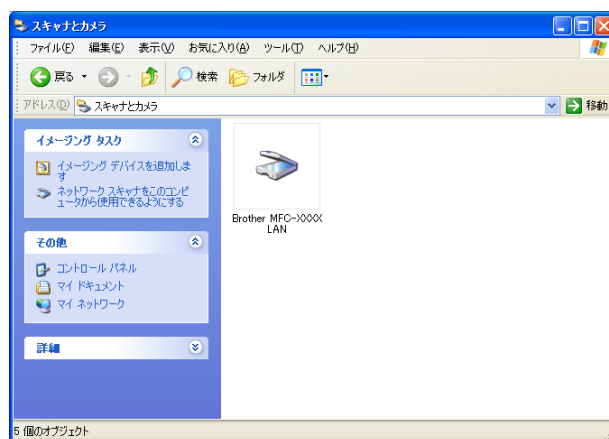 スキャナとカメラ
ファイル(F) 編集(E) 表示(V) お気に入り(A) ツール(T) ヘルプ(H)
戻る 検索 フォルダ
アドレス(D) スキャナとカメラ 移動
イメージング タスク
イメージング デバイスを追加しま
す
ネットワーク スキャナをこのコンピ
ュータから使用できるようにする
その他
コントロール パネル
マイ ドキュメント
マイ ネットワーク
詳細
Brother MFC-XXXX
LAN
5 個のオブジェクト